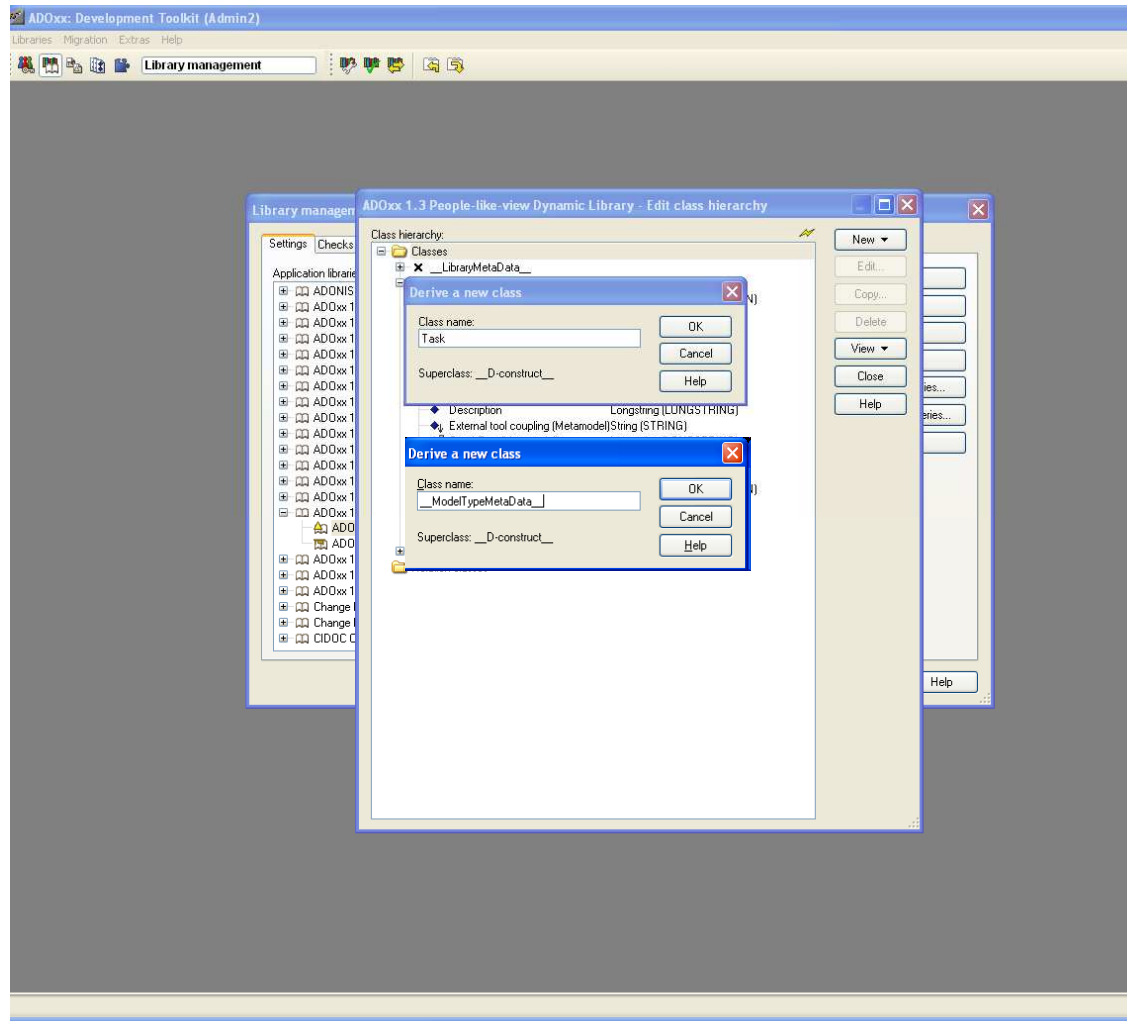 ADOxx: Development Toolkit (Admin2)
Libraries Migration Extras Help
Library management
Library managen
ADOxx 1.3 People-like-view Dynamic Library - Edit class hierarchy
Settings Checks
Application librarie
ADONIS
ADOxx 1
ADOxx 1
ADOxx 1
ADOxx 1
ADOxx 1
ADOxx 1
ADOxx 1
ADOxx 1
ADOxx 1
ADOxx 1
ADOxx 1
ADOxx 1
ADOxx 1
ADOxx 1
ADO
ADO
ADOxx 1
ADOxx 1
ADOxx 1
Change
Change
CIDOC C
Class hierarchy:
Classes
__LibraryMetaData__
New
Edit...
Copy...
Delete
View
Close
Help
Derive a new class
Class name:
Task
Superclass: __D-construct__
OK
Cancel
Help
Description Longstring (LONGSTRING)
External tool coupling (Metamodel) String (STRING)
Derive a new class
Class name:
__ModelTypeMetaData__
Superclass: __D-construct__
OK
Cancel
Help
ies...
eries...
Help